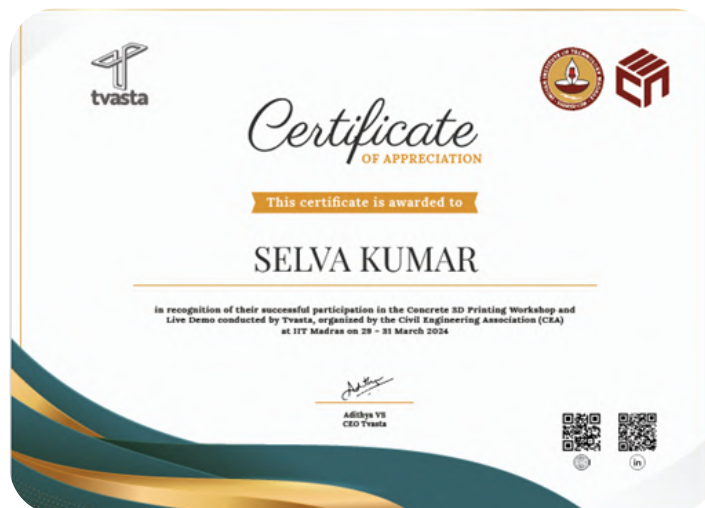 tvasta
Certificate
OF APPRECIATION
This certificate is awarded to
SELVA KUMAR
in recognition of their successful participation in the Concrete 3D Printing Workshop and
Live Demo conducted by Tvasta, organized by the Civil Engineering Association (CEA)
at IIT Madras on 29 – 31 March 2024
Adithya VS
CEO Tvasta
in